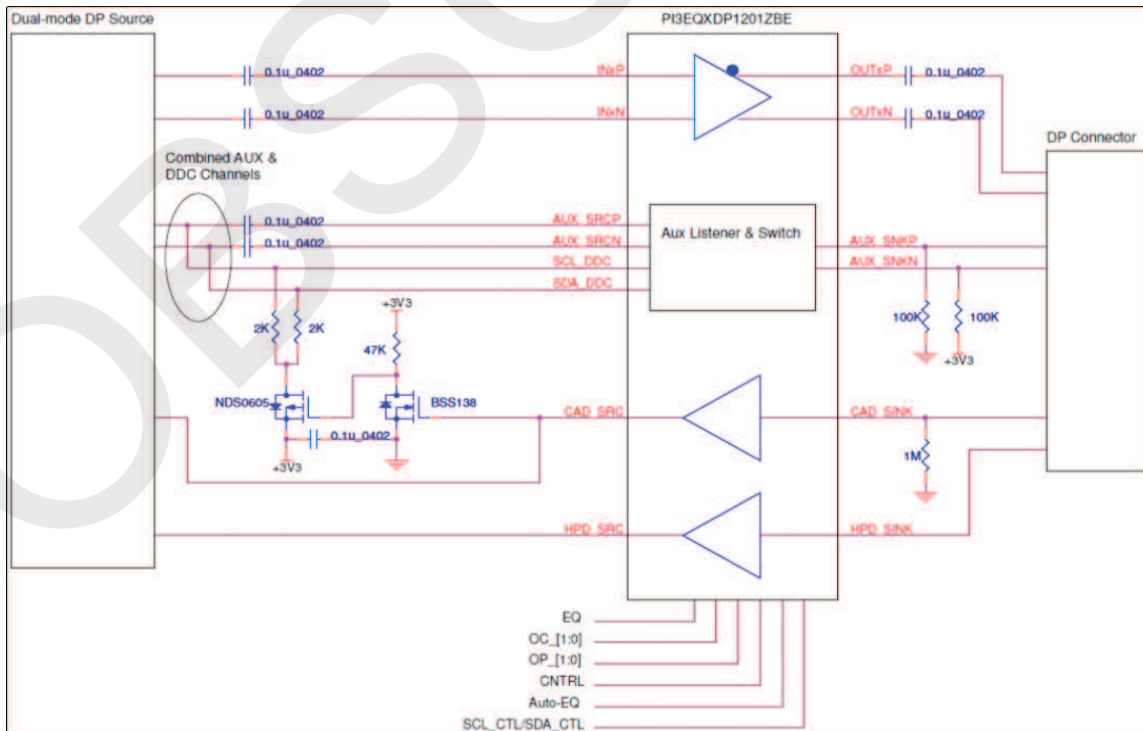 Dual-mode DP Source
PI3EQXDP1201ZBE
0.1u_0402
INxP
OUTxP
0.1u_0402
0.1u_0402
INxN
OUTxN
0.1u_0402
DP Connector
Combined AUX &
DDC Channels
0.1u_0402
AUX_SRCP
Aux Listener & Switch
0.1u_0402
AUX_SRCN
AUX_SNKP
SCL_DDC
AUX_SNKN
SDA_DDC
+3V3
2K
2K
47K
100K
100K
+3V3
NDS0605
BSS138
CAD_SRC
CAD_SINK
0.1u_0402
+3V3
1M
HPD_SRC
HPD_SINK
EQ
OC_[1:0]
OP_[1:0]
CNTRL
Auto-EQ
SCL_CTL/SDA_CTL